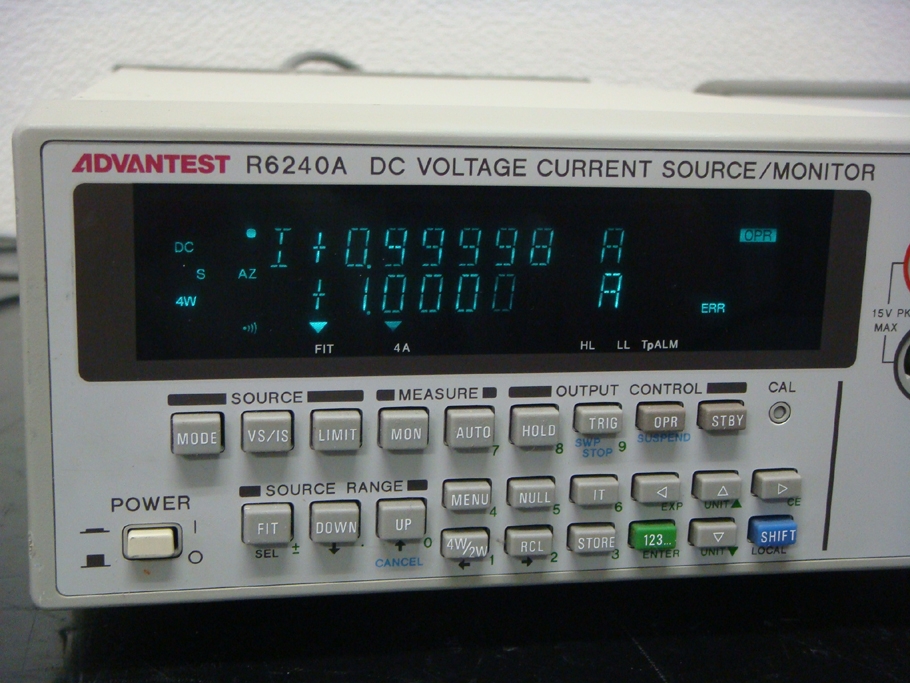 ADVANTEST R6240A DC VOLTAGE CURRENT SOURCE/MONITOR
DC I +0.99998 A OPR
S AZ
4W + 1.0000 A ERR
FIT 4A HL LL TpALM
15V PK
MAX
SOURCE MEASURE OUTPUT CONTROL CAL
MODE VS/IS LIMIT MON AUTO 7 HOLD 8 TRIG 9 OPR STBY
SWP STOP SUSPEND
SOURCE RANGE
POWER
MENU 4 NULL 5 IT 6 ◁ EXP △ UNIT▲ ▷ CE
FIT DOWN UP
SEL ± ↓ . ↑ 0
CANCEL
4W/2W ← 1 RCL → 2 STORE 3 123... ENTER ▽ UNIT▼ SHIFT LOCAL
| O